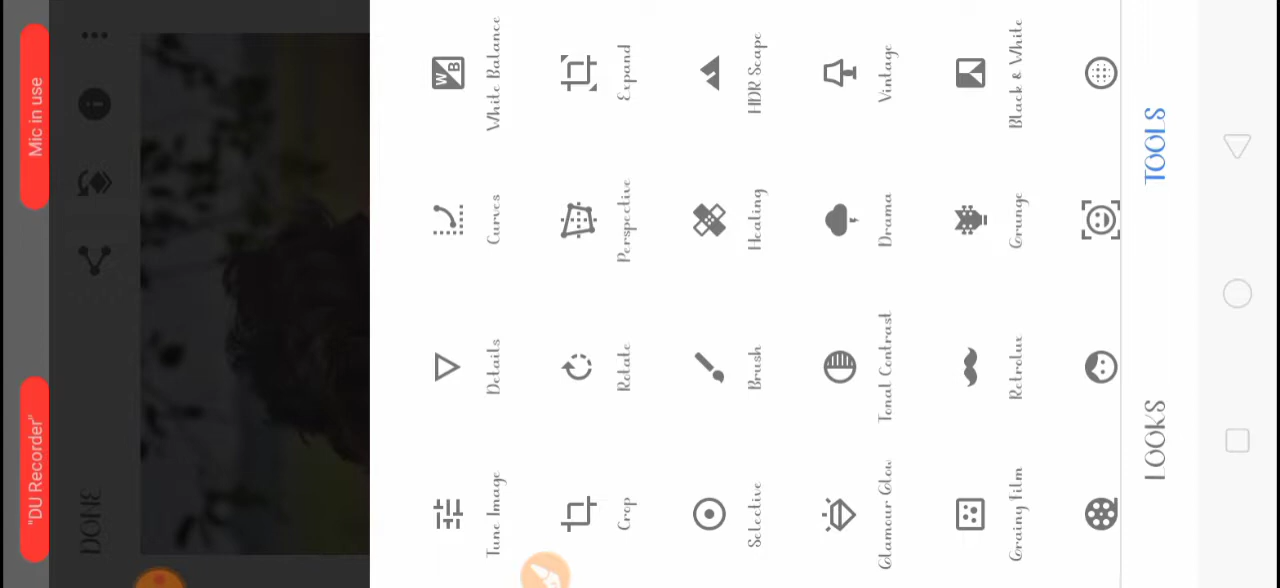 "DU Recorder"
Mic in use
DONE
Tune Image
Details
Curves
White Balance
Crop
Rotate
Perspective
Expand
Selective
Brush
Healing
HDR Scape
Glamour Glow
Tonal Contrast
Drama
Vintage
Grainy Film
Retrolux
Grunge
Black & White
LOOKS
TOOLS